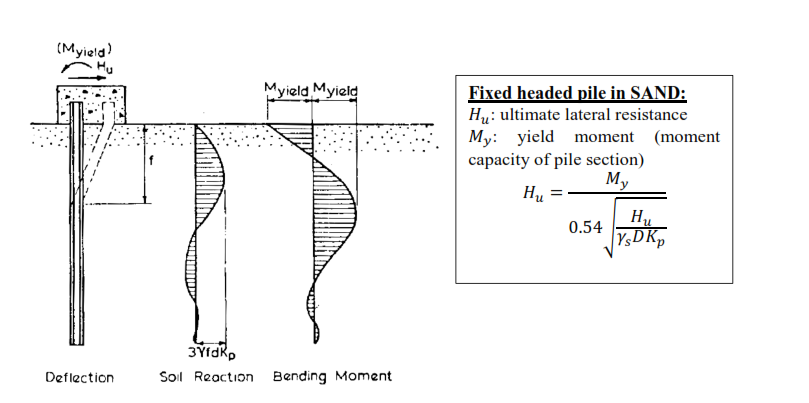 (Myield)
Hu
Myield Myield
f
3γfdKp
Deflection Soil Reaction Bending Moment
Fixed headed pile in SAND:
Hu: ultimate lateral resistance
My: yield moment (moment
capacity of pile section)
Hu = My / 0.54 √(Hu / γsDKp)